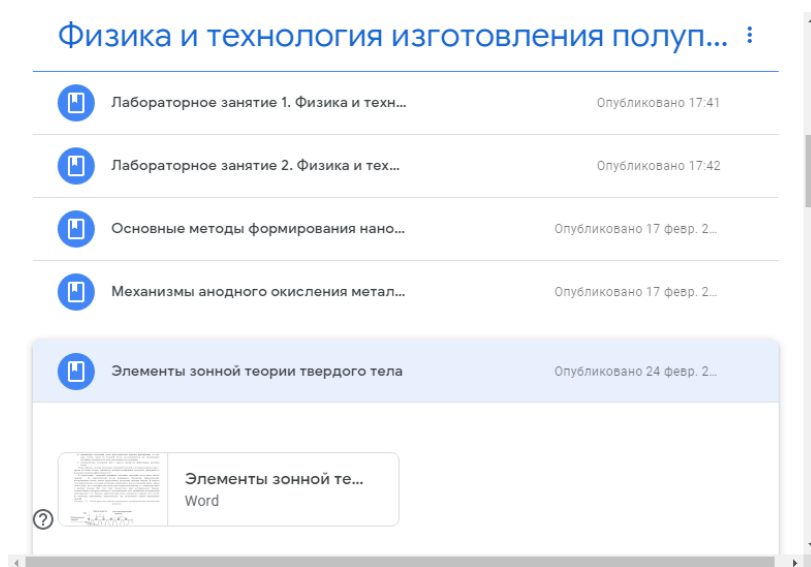 Физика и технология изготовления полуп...
Лабораторное занятие 1. Физика и техн...
Опубликовано 17:41
Лабораторное занятие 2. Физика и тех...
Опубликовано 17:42
Основные методы формирования нано...
Опубликовано 17 февр. 2...
Механизмы анодного окисления метал...
Опубликовано 17 февр. 2...
Элементы зонной теории твердого тела
Опубликовано 24 февр. 2...
Элементы зонной те...
Word